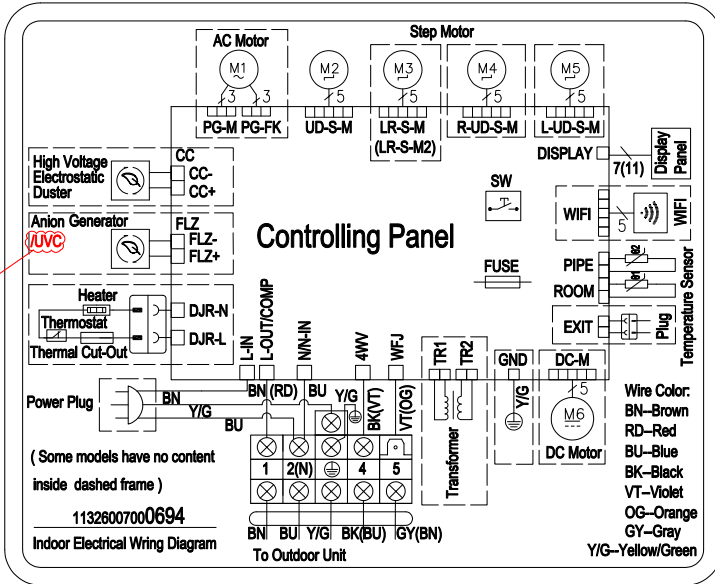 Step Motor
AC Motor
M1
~
M2
M3
M4
M5
3
3
5
5
5
5
PG-M PG-FK
UD-S-M
LR-S-M
(LR-S-M2)
R-UD-S-M
L-UD-S-M
High Voltage
Electrostatic
Duster
CC
CC-
CC+
DISPLAY
7(11)
Display
Panel
SW
Anion Generator
/UVC
FLZ
FLZ-
FLZ+
WIFI
5
WIFI
Controlling Panel
FUSE
PIPE
θ2
ROOM
θ1
Temperature Sensor
Heater
Thermostat
Thermal Cut-Out
DJR-N
DJR-L
EXIT
Plug
L-IN
L-OUT/COMP
N/N-IN
4WV
WFJ
TR1
TR2
GND
DC-M
Power Plug
BN
Y/G
BU
BN (RD)
BU
Y/G
BK(VT)
VT(OG)
Y/G
5
M6
DC Motor
Transformer
1
2(N)
4
5
BN
BU
Y/G
BK(BU)
GY(BN)
To Outdoor Unit
( Some models have no content
inside dashed frame )
11326007000694
Indoor Electrical Wring Diagram
Wire Color:
BN--Brown
RD--Red
BU--Blue
BK--Black
VT--Violet
OG--Orange
GY--Gray
Y/G--Yellow/Green